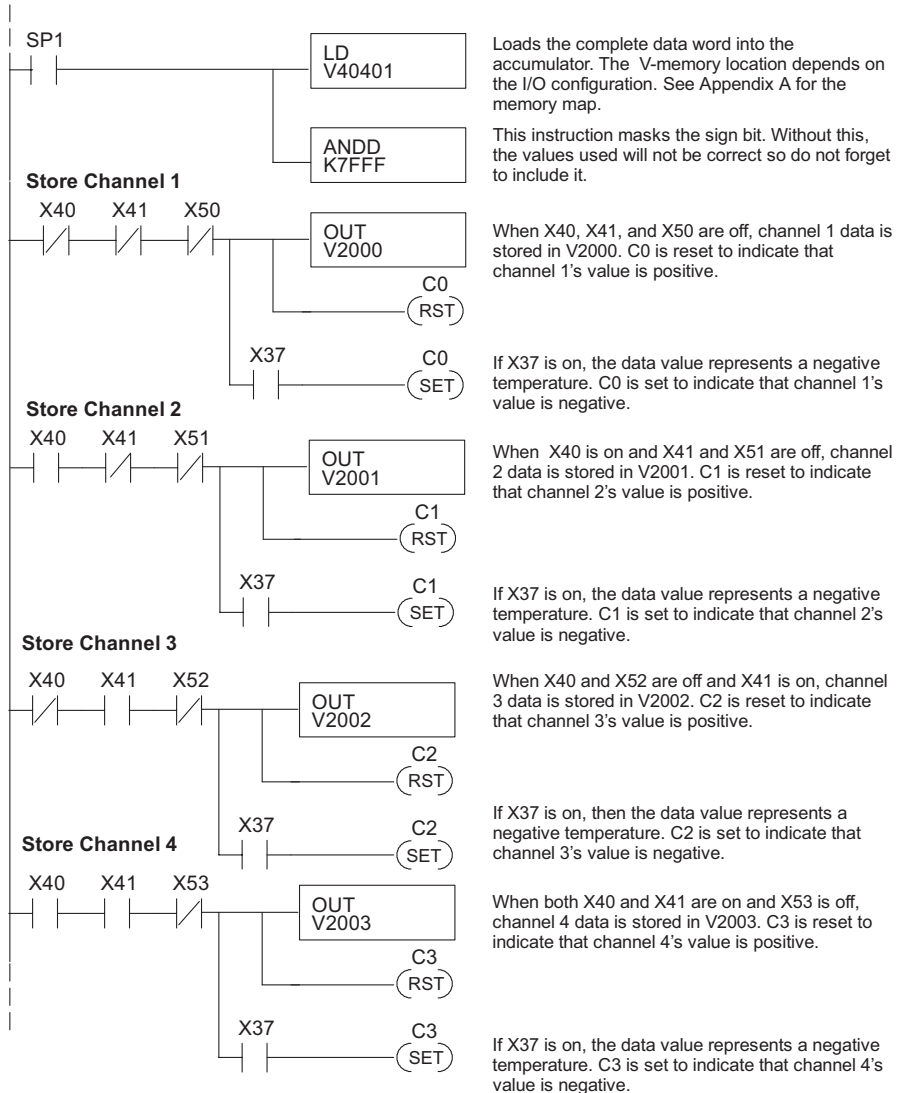 SP1
LD
V40401
Loads the complete data word into the
accumulator. The V-memory location depends on
the I/O configuration. See Appendix A for the
memory map.
ANDD
K7FFF
This instruction masks the sign bit. Without this,
the values used will not be correct so do not forget
to include it.
Store Channel 1
X40 X41 X50
OUT
V2000
When X40, X41, and X50 are off, channel 1 data is
stored in V2000. C0 is reset to indicate that
channel 1's value is positive.
C0
RST
X37
C0
SET
If X37 is on, the data value represents a negative
temperature. C0 is set to indicate that channel 1's
value is negative.
Store Channel 2
X40 X41 X51
OUT
V2001
When X40 is on and X41 and X51 are off, channel
2 data is stored in V2001. C1 is reset to indicate
that channel 2's value is positive.
C1
RST
X37
C1
SET
If X37 is on, the data value represents a negative
temperature. C1 is set to indicate that channel 2's
value is negative.
Store Channel 3
X40 X41 X52
OUT
V2002
When X40 and X52 are off and X41 is on, channel
3 data is stored in V2002. C2 is reset to indicate
that channel 3's value is positive.
C2
RST
X37
C2
SET
If X37 is on, then the data value represents a
negative temperature. C2 is set to indicate that
channel 3's value is negative.
Store Channel 4
X40 X41 X53
OUT
V2003
When both X40 and X41 are on and X53 is off,
channel 4 data is stored in V2003. C3 is reset to
indicate that channel 4's value is positive.
C3
RST
X37
C3
SET
If X37 is on, the data value represents a negative
temperature. C3 is set to indicate that channel 4's
value is negative.